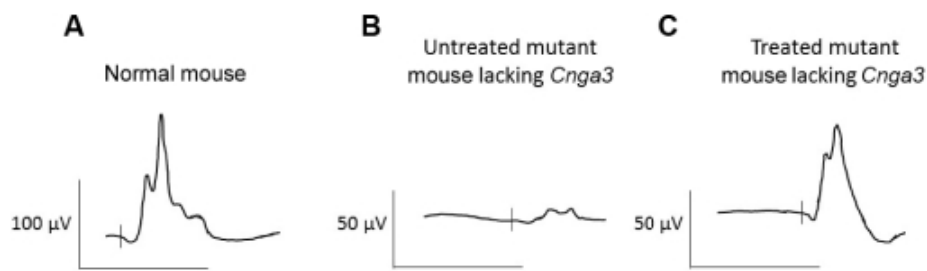 A
Normal mouse
100 µV
B
Untreated mutant
mouse lacking Cnga3
50 µV
C
Treated mutant
mouse lacking Cnga3
50 µV